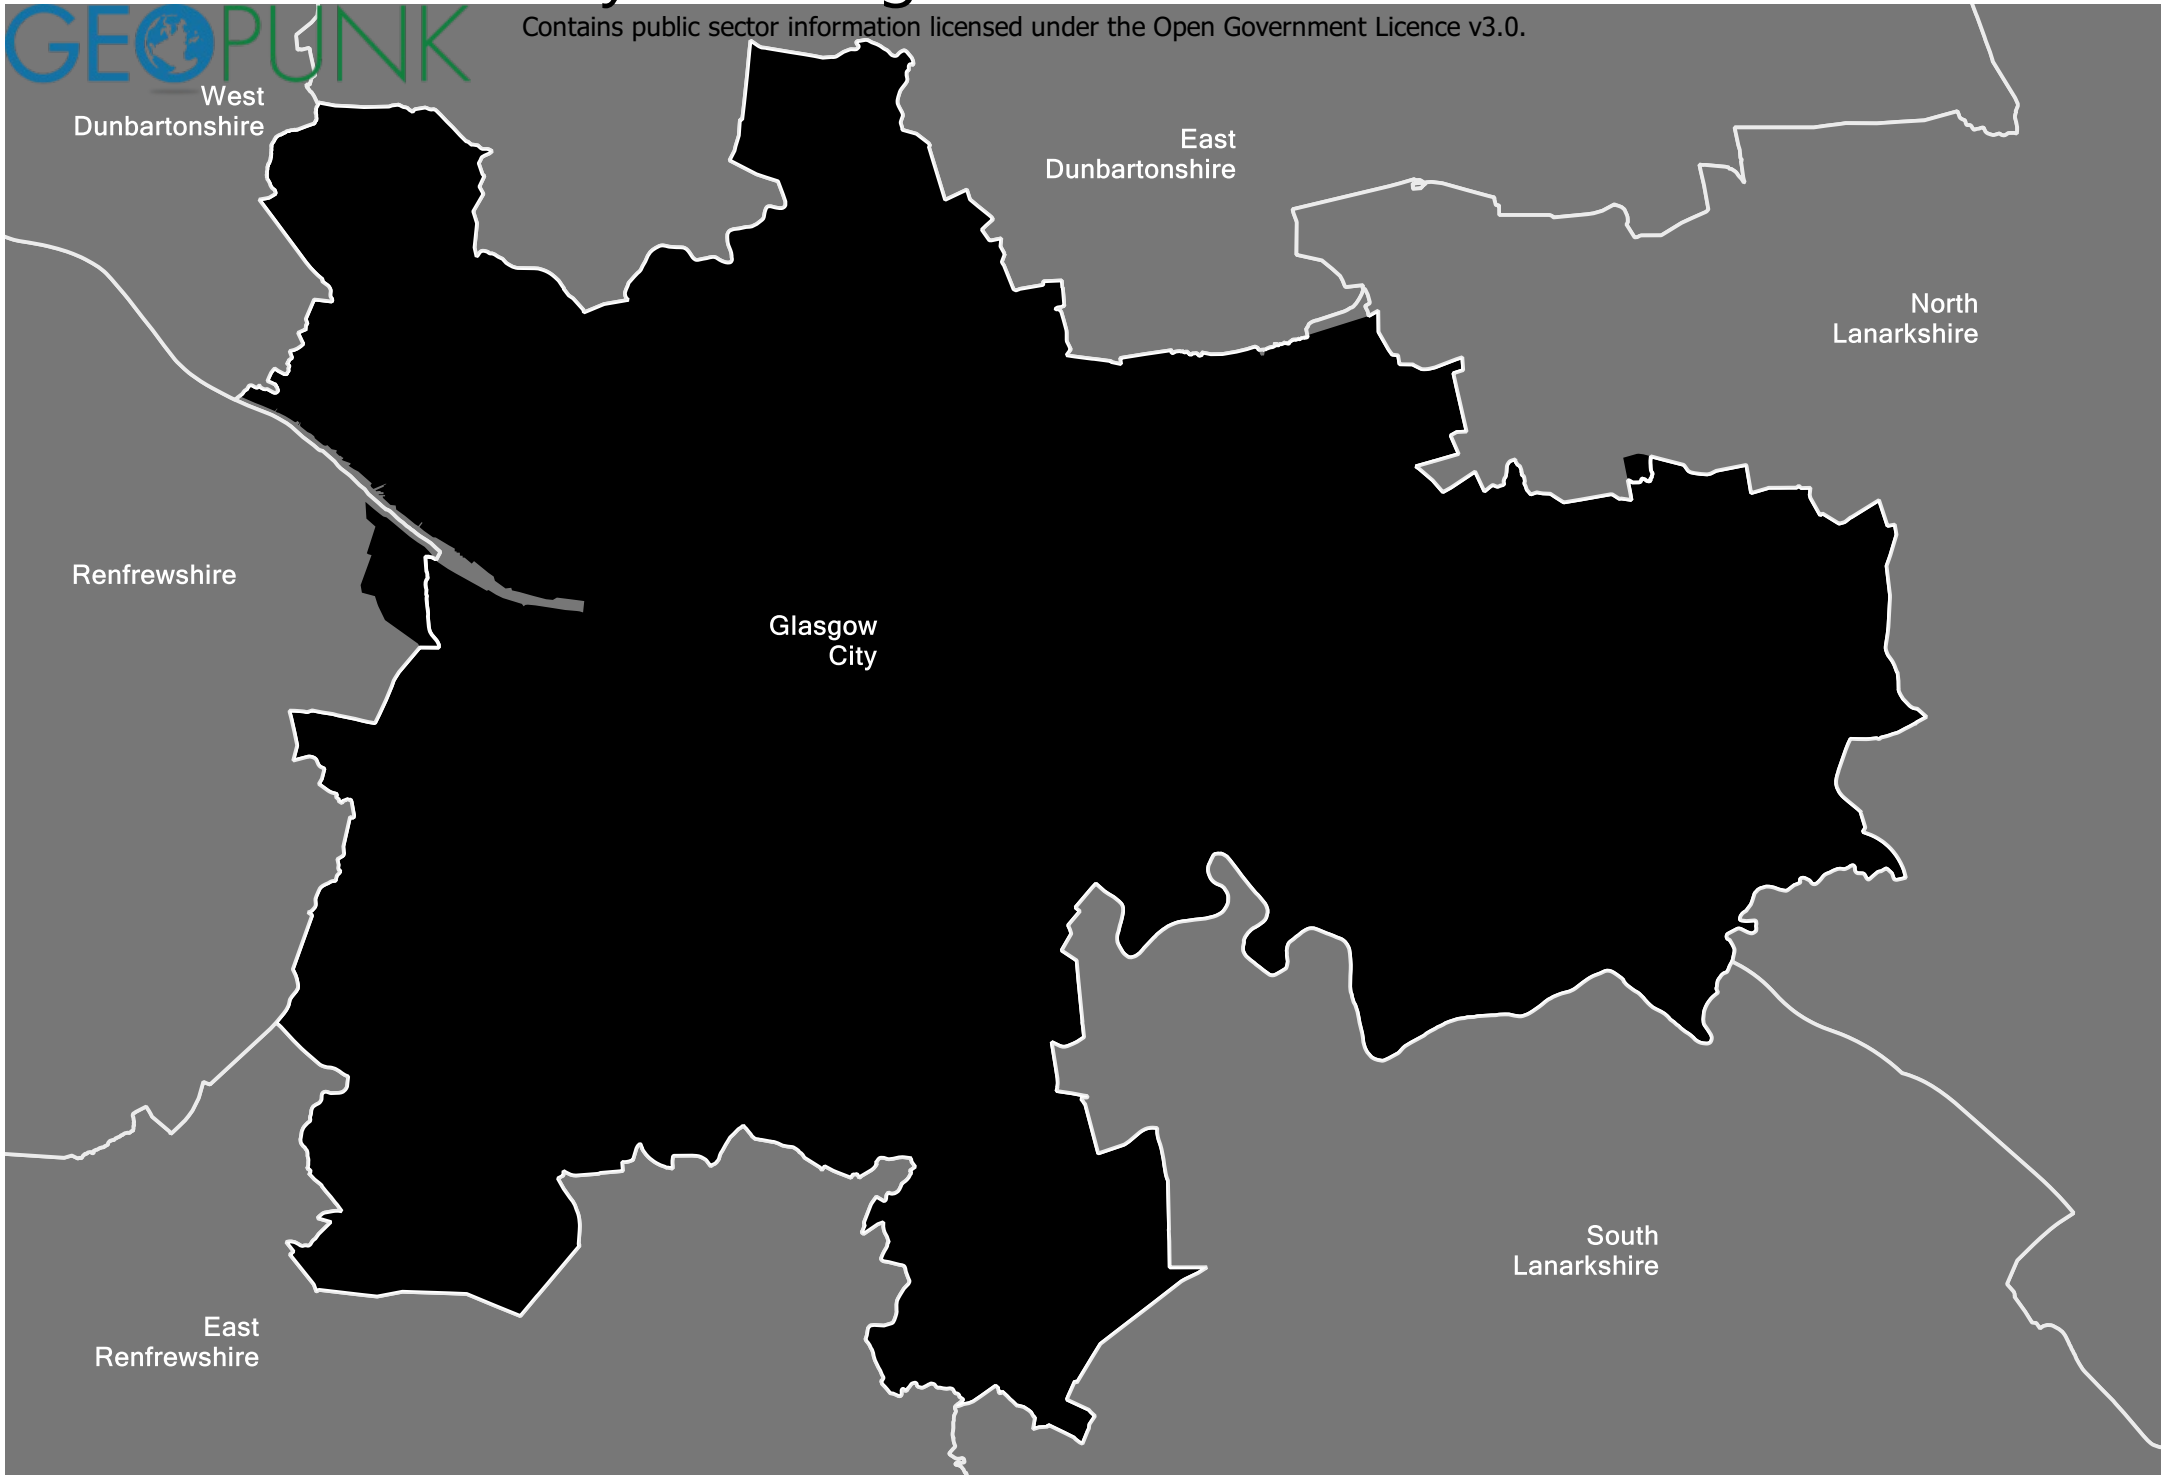 GEOPUNK
Contains public sector information licensed under the Open Government Licence v3.0.
West
Dunbartonshire
East
Dunbartonshire
North
Lanarkshire
Renfrewshire
Glasgow
City
South
Lanarkshire
East
Renfrewshire